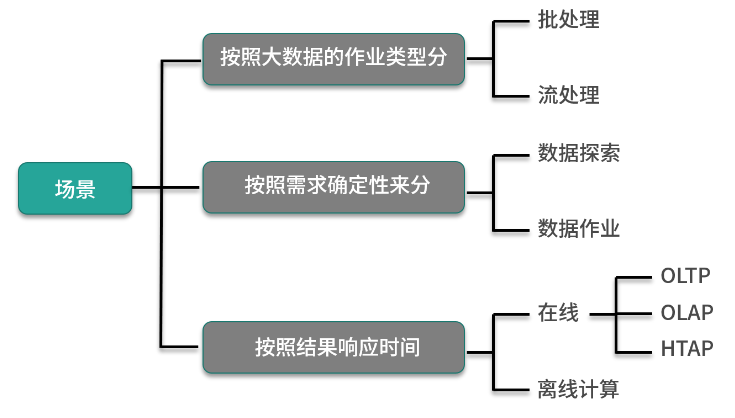 场景
按照大数据的作业类型分
批处理
流处理
按照需求确定性来分
数据探索
数据作业
按照结果响应时间
在线
OLTP
OLAP
HTAP
离线计算